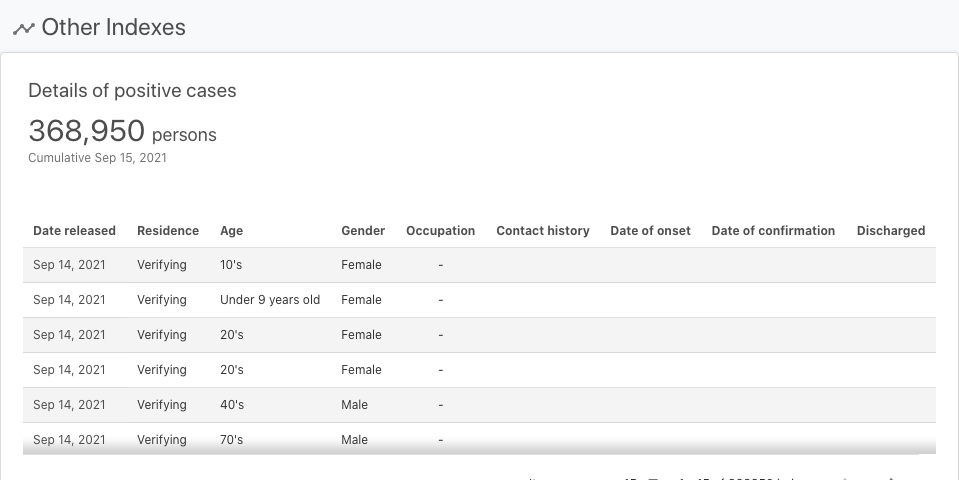 Other Indexes
Details of positive cases
368,950 persons
Cumulative Sep 15, 2021
Date released Residence Age Gender Occupation Contact history Date of onset Date of confirmation Discharged
Sep 14, 2021 Verifying 10's Female -
Sep 14, 2021 Verifying Under 9 years old Female -
Sep 14, 2021 Verifying 20's Female -
Sep 14, 2021 Verifying 20's Female -
Sep 14, 2021 Verifying 40's Male -
Sep 14, 2021 Verifying 70's Male -